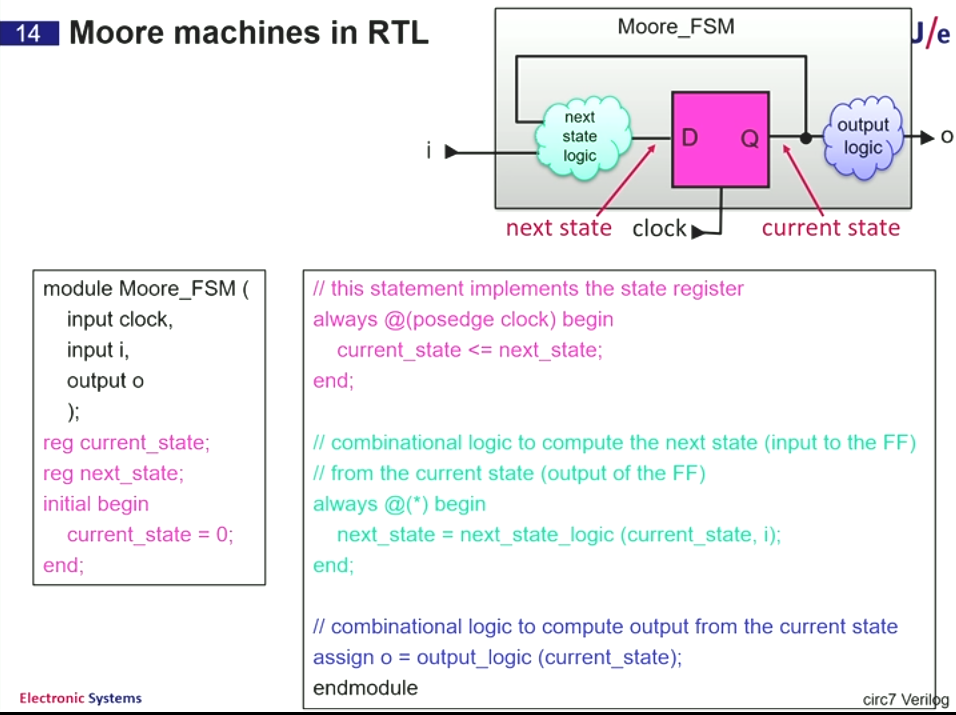 14 Moore machines in RTL
Moore_FSM
/e
next
state
logic
D
Q
output
logic
i
o
next state
clock
current state
module Moore_FSM (
input clock,
input i,
output o
);
reg current_state;
reg next_state;
initial begin
current_state = 0;
end;
// this statement implements the state register
always @(posedge clock) begin
current_state <= next_state;
end;
// combinational logic to compute the next state (input to the FF)
// from the current state (output of the FF)
always @(*) begin
next_state = next_state_logic (current_state, i);
end;
// combinational logic to compute output from the current state
assign o = output_logic (current_state);
endmodule
Electronic Systems
circ7 Verilog